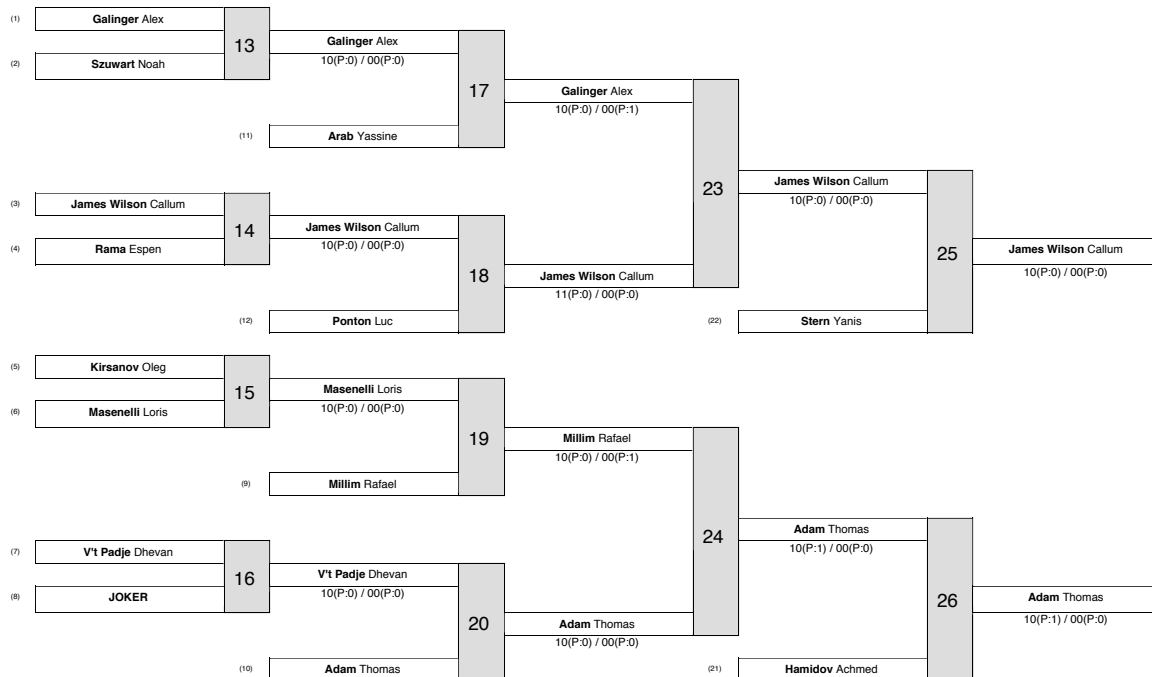 (1) Galinger Alex
13
Galinger Alex
10(P:0) / 00(P:0)
(2) Szuwart Noah
17
Galinger Alex
10(P:0) / 00(P:1)
(11) Arab Yassine
23
James Wilson Callum
10(P:0) / 00(P:0)
(3) James Wilson Callum
14
James Wilson Callum
10(P:0) / 00(P:0)
(4) Rama Espen
18
James Wilson Callum
11(P:0) / 00(P:0)
(12) Ponton Luc
25
James Wilson Callum
10(P:0) / 00(P:0)
(22) Stern Yanis
(5) Kirsanov Oleg
15
Masenelli Loris
10(P:0) / 00(P:0)
(6) Masenelli Loris
19
Millim Rafael
10(P:0) / 00(P:1)
(9) Millim Rafael
24
Adam Thomas
10(P:1) / 00(P:0)
(7) V't Padje Dhevan
16
V't Padje Dhevan
10(P:0) / 00(P:0)
(8) JOKER
20
Adam Thomas
10(P:0) / 00(P:0)
(10) Adam Thomas
26
Adam Thomas
10(P:1) / 00(P:0)
(21) Hamidov Achmed